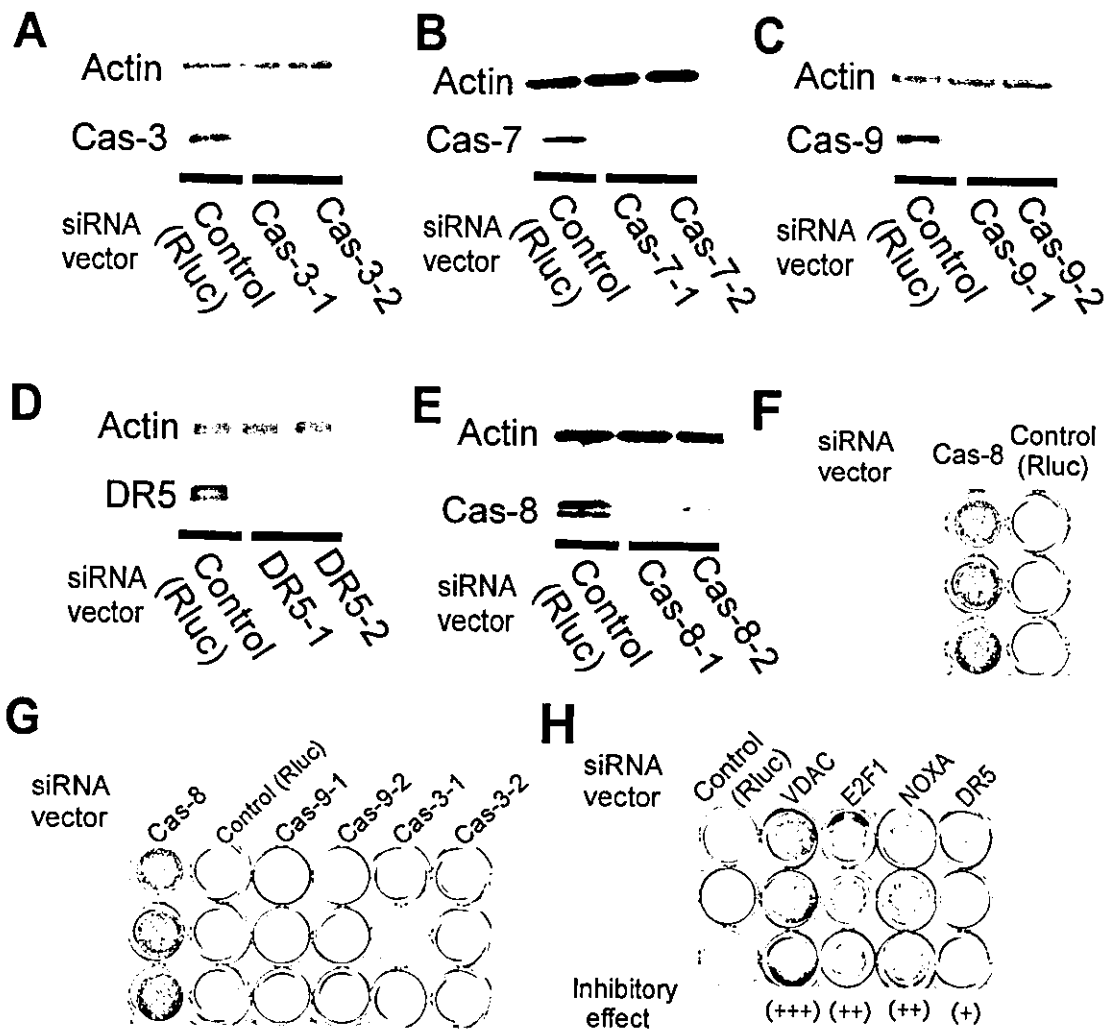 A
Actin
Cas-3
siRNA
vector
Control
(Rluc)
Cas-3-1
Cas-3-2
B
Actin
Cas-7
siRNA
vector
Control
(Rluc)
Cas-7-1
Cas-7-2
C
Actin
Cas-9
siRNA
vector
Control
(Rluc)
Cas-9-1
Cas-9-2
D
Actin
DR5
siRNA
vector
Control
(Rluc)
DR5-1
DR5-2
E
Actin
Cas-8
siRNA
vector
Control
(Rluc)
Cas-8-1
Cas-8-2
F
siRNA
vector
Cas-8
Control
(Rluc)
G
siRNA
vector
Cas-8
Control (Rluc)
Cas-9-1
Cas-9-2
Cas-3-1
Cas-3-2
H
siRNA
vector
Control
(Rluc)
VDAC
E2F1
NOXA
DR5
Inhibitory
effect
(+++) (++) (++) (+)